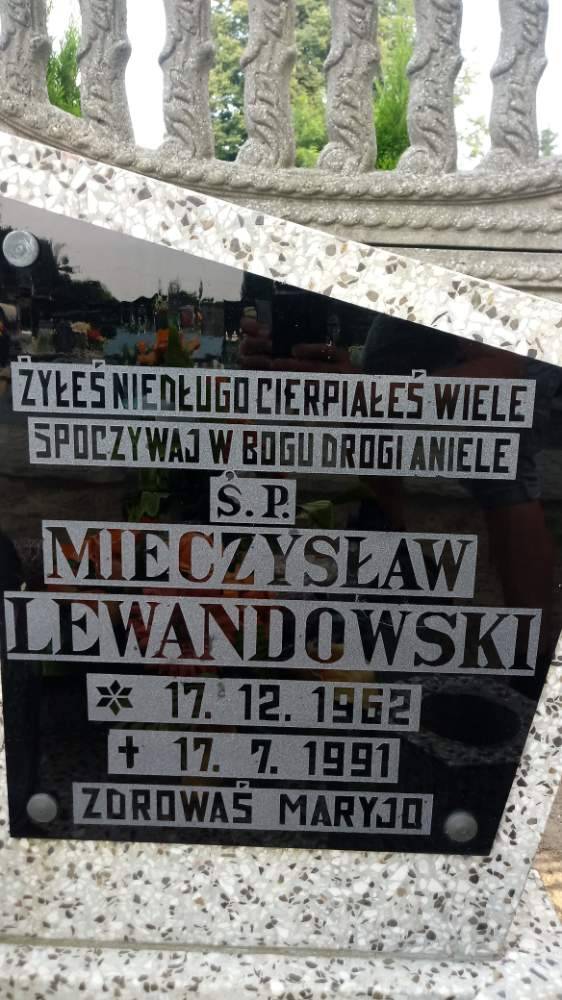 ŻYŁEŚ NIEDŁUGO CIERPIAŁEŚ WIELE
SPOCZYWAJ W BOGU DROGI ANIELE
Ś.P.
MIECZYSŁAW
LEWANDOWSKI
✲ 17. 12. 1962
✝ 17. 7. 1991
ZDROWAŚ MARYJO